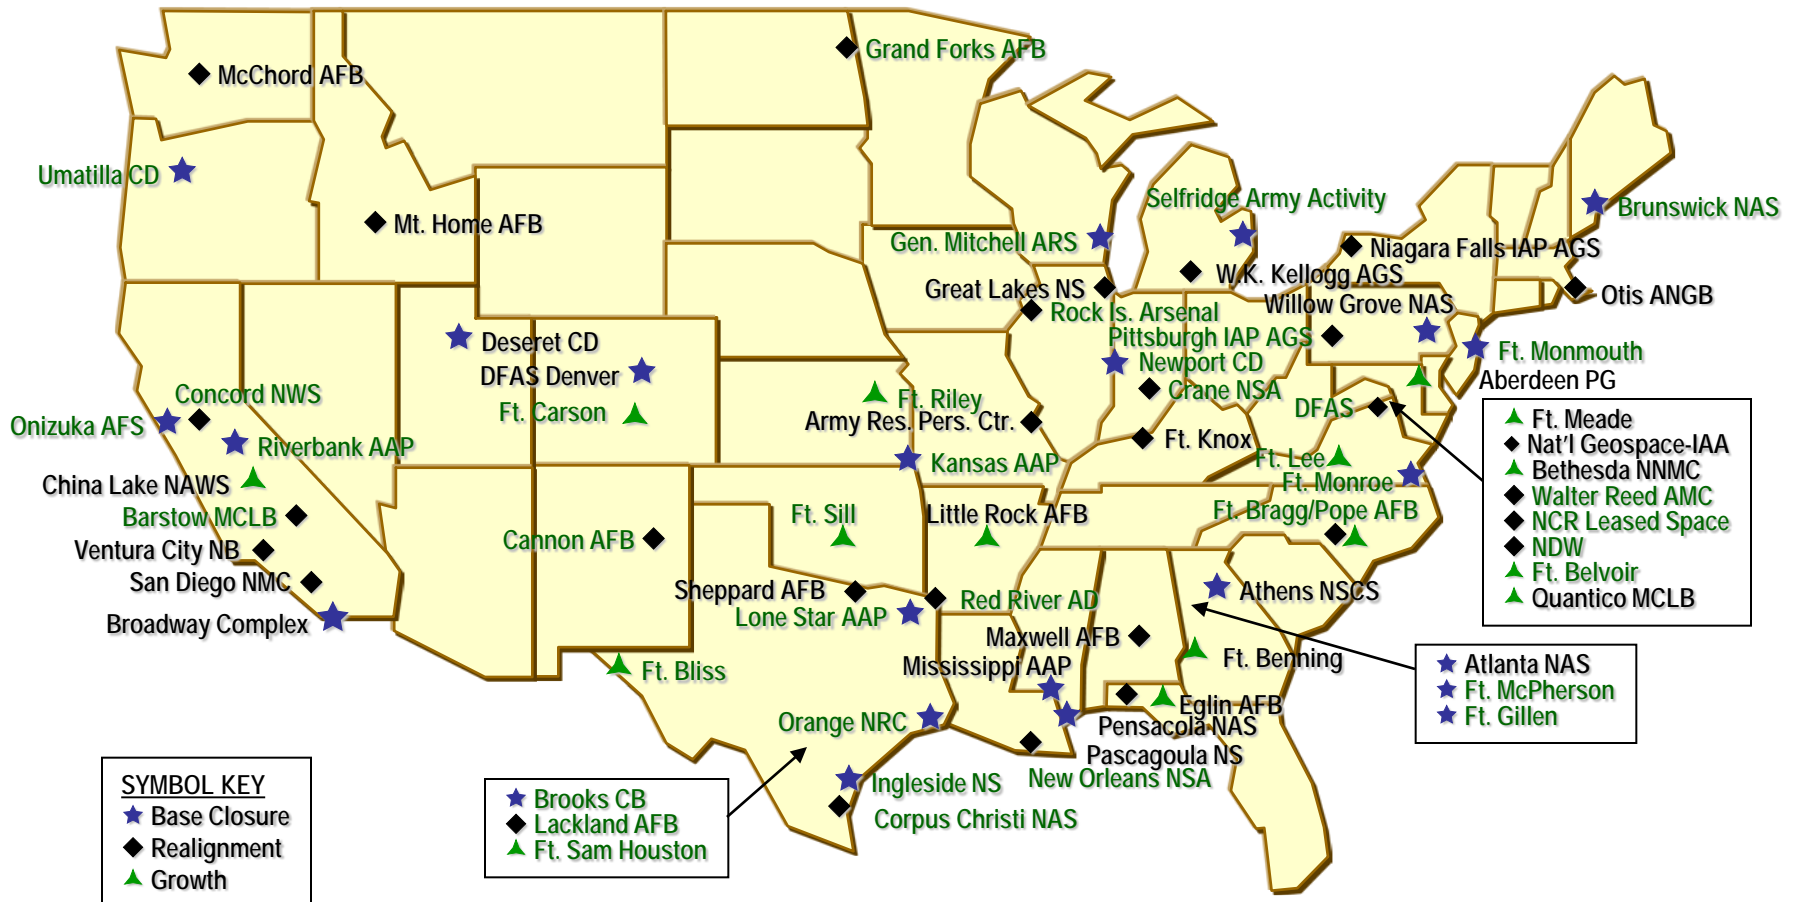 Grand Forks AFB
McChord AFB
Umatilla CD
Selfridge Army Activity
Brunswick NAS
Mt. Home AFB
Gen. Mitchell ARS
Niagara Falls IAP AGS
W.K. Kellogg AGS
Great Lakes NS
Otis ANGB
Willow Grove NAS
Rock Is. Arsenal
Pittsburgh IAP AGS
Deseret CD
Ft. Monmouth
Newport CD
DFAS Denver
Aberdeen PG
Crane NSA
Concord NWS
Ft. Riley
DFAS
Ft. Carson
Army Res. Pers. Ctr.
Onizuka AFS
Ft. Knox
Riverbank AAP
Ft. Lee
Kansas AAP
China Lake NAWS
Ft. Monroe
Barstow MCLB
Ft. Sill
Little Rock AFB
Ft. Bragg/Pope AFB
Cannon AFB
Ventura City NB
San Diego NMC
Sheppard AFB
Athens NSCS
Red River AD
Lone Star AAP
Broadway Complex
Maxwell AFB
Ft. Benning
Mississippi AAP
Ft. Bliss
Eglin AFB
Orange NRC
Pensacola NAS
Pascagoula NS
New Orleans NSA
Ingleside NS
Corpus Christi NAS
Ft. Meade
Nat'l Geospace-IAA
Bethesda NNMC
Walter Reed AMC
NCR Leased Space
NDW
Ft. Belvoir
Quantico MCLB
Atlanta NAS
Ft. McPherson
Ft. Gillen
Brooks CB
Lackland AFB
Ft. Sam Houston
SYMBOL KEY
Base Closure
Realignment
Growth